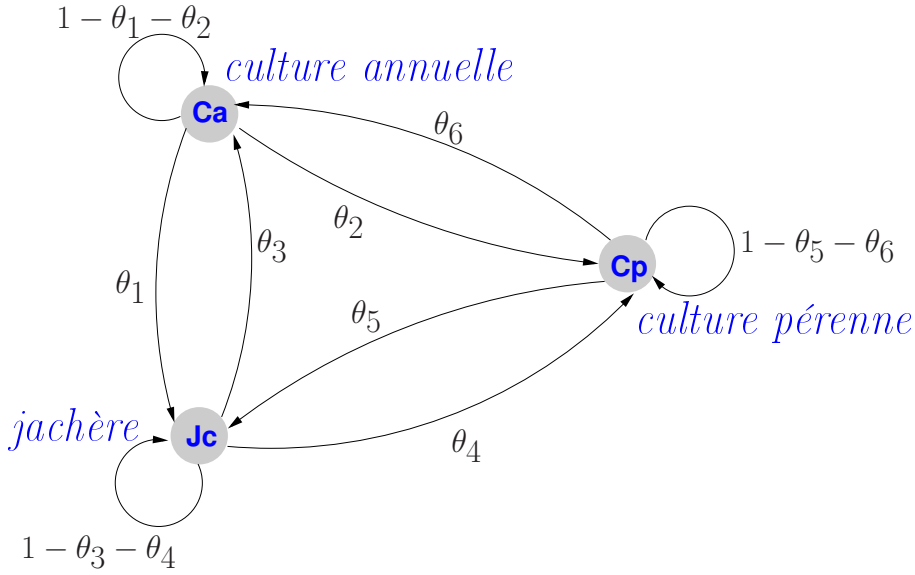 1 − θ1 − θ2
culture annuelle
Ca
θ6
θ2
θ3
θ1
Cp
1 − θ5 − θ6
culture pérenne
θ5
jachère
Jc
θ4
1 − θ3 − θ4